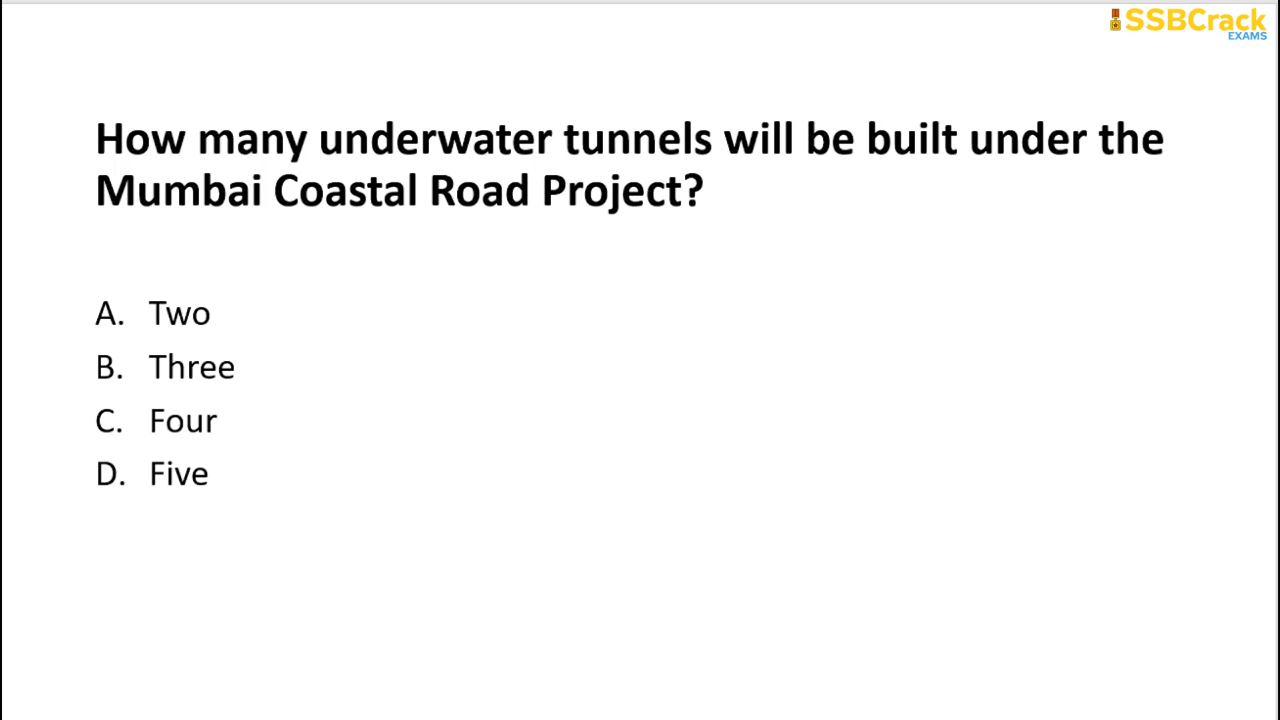 SSBCrack
EXAMS
How many underwater tunnels will be built under the
Mumbai Coastal Road Project?
A. Two
B. Three
C. Four
D. Five